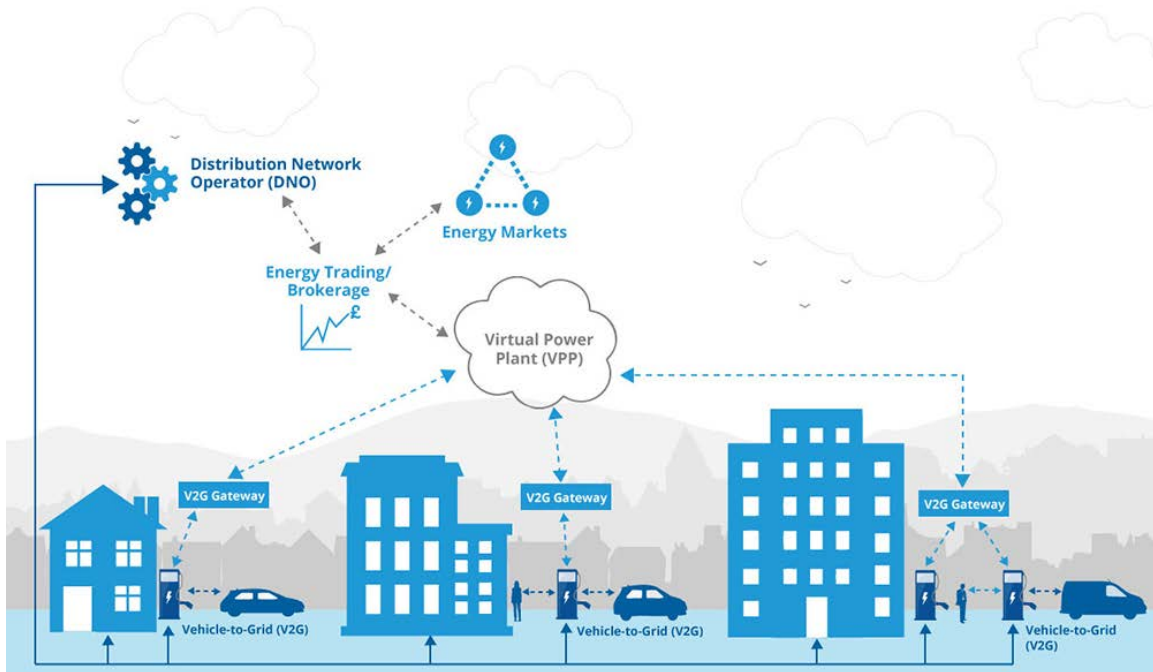 Distribution Network
Operator (DNO)
Energy Markets
Energy Trading/
Brokerage
£
Virtual Power
Plant (VPP)
V2G Gateway
V2G Gateway
V2G Gateway
Vehicle-to-Grid (V2G)
Vehicle-to-Grid (V2G)
Vehicle-to-Grid
(V2G)